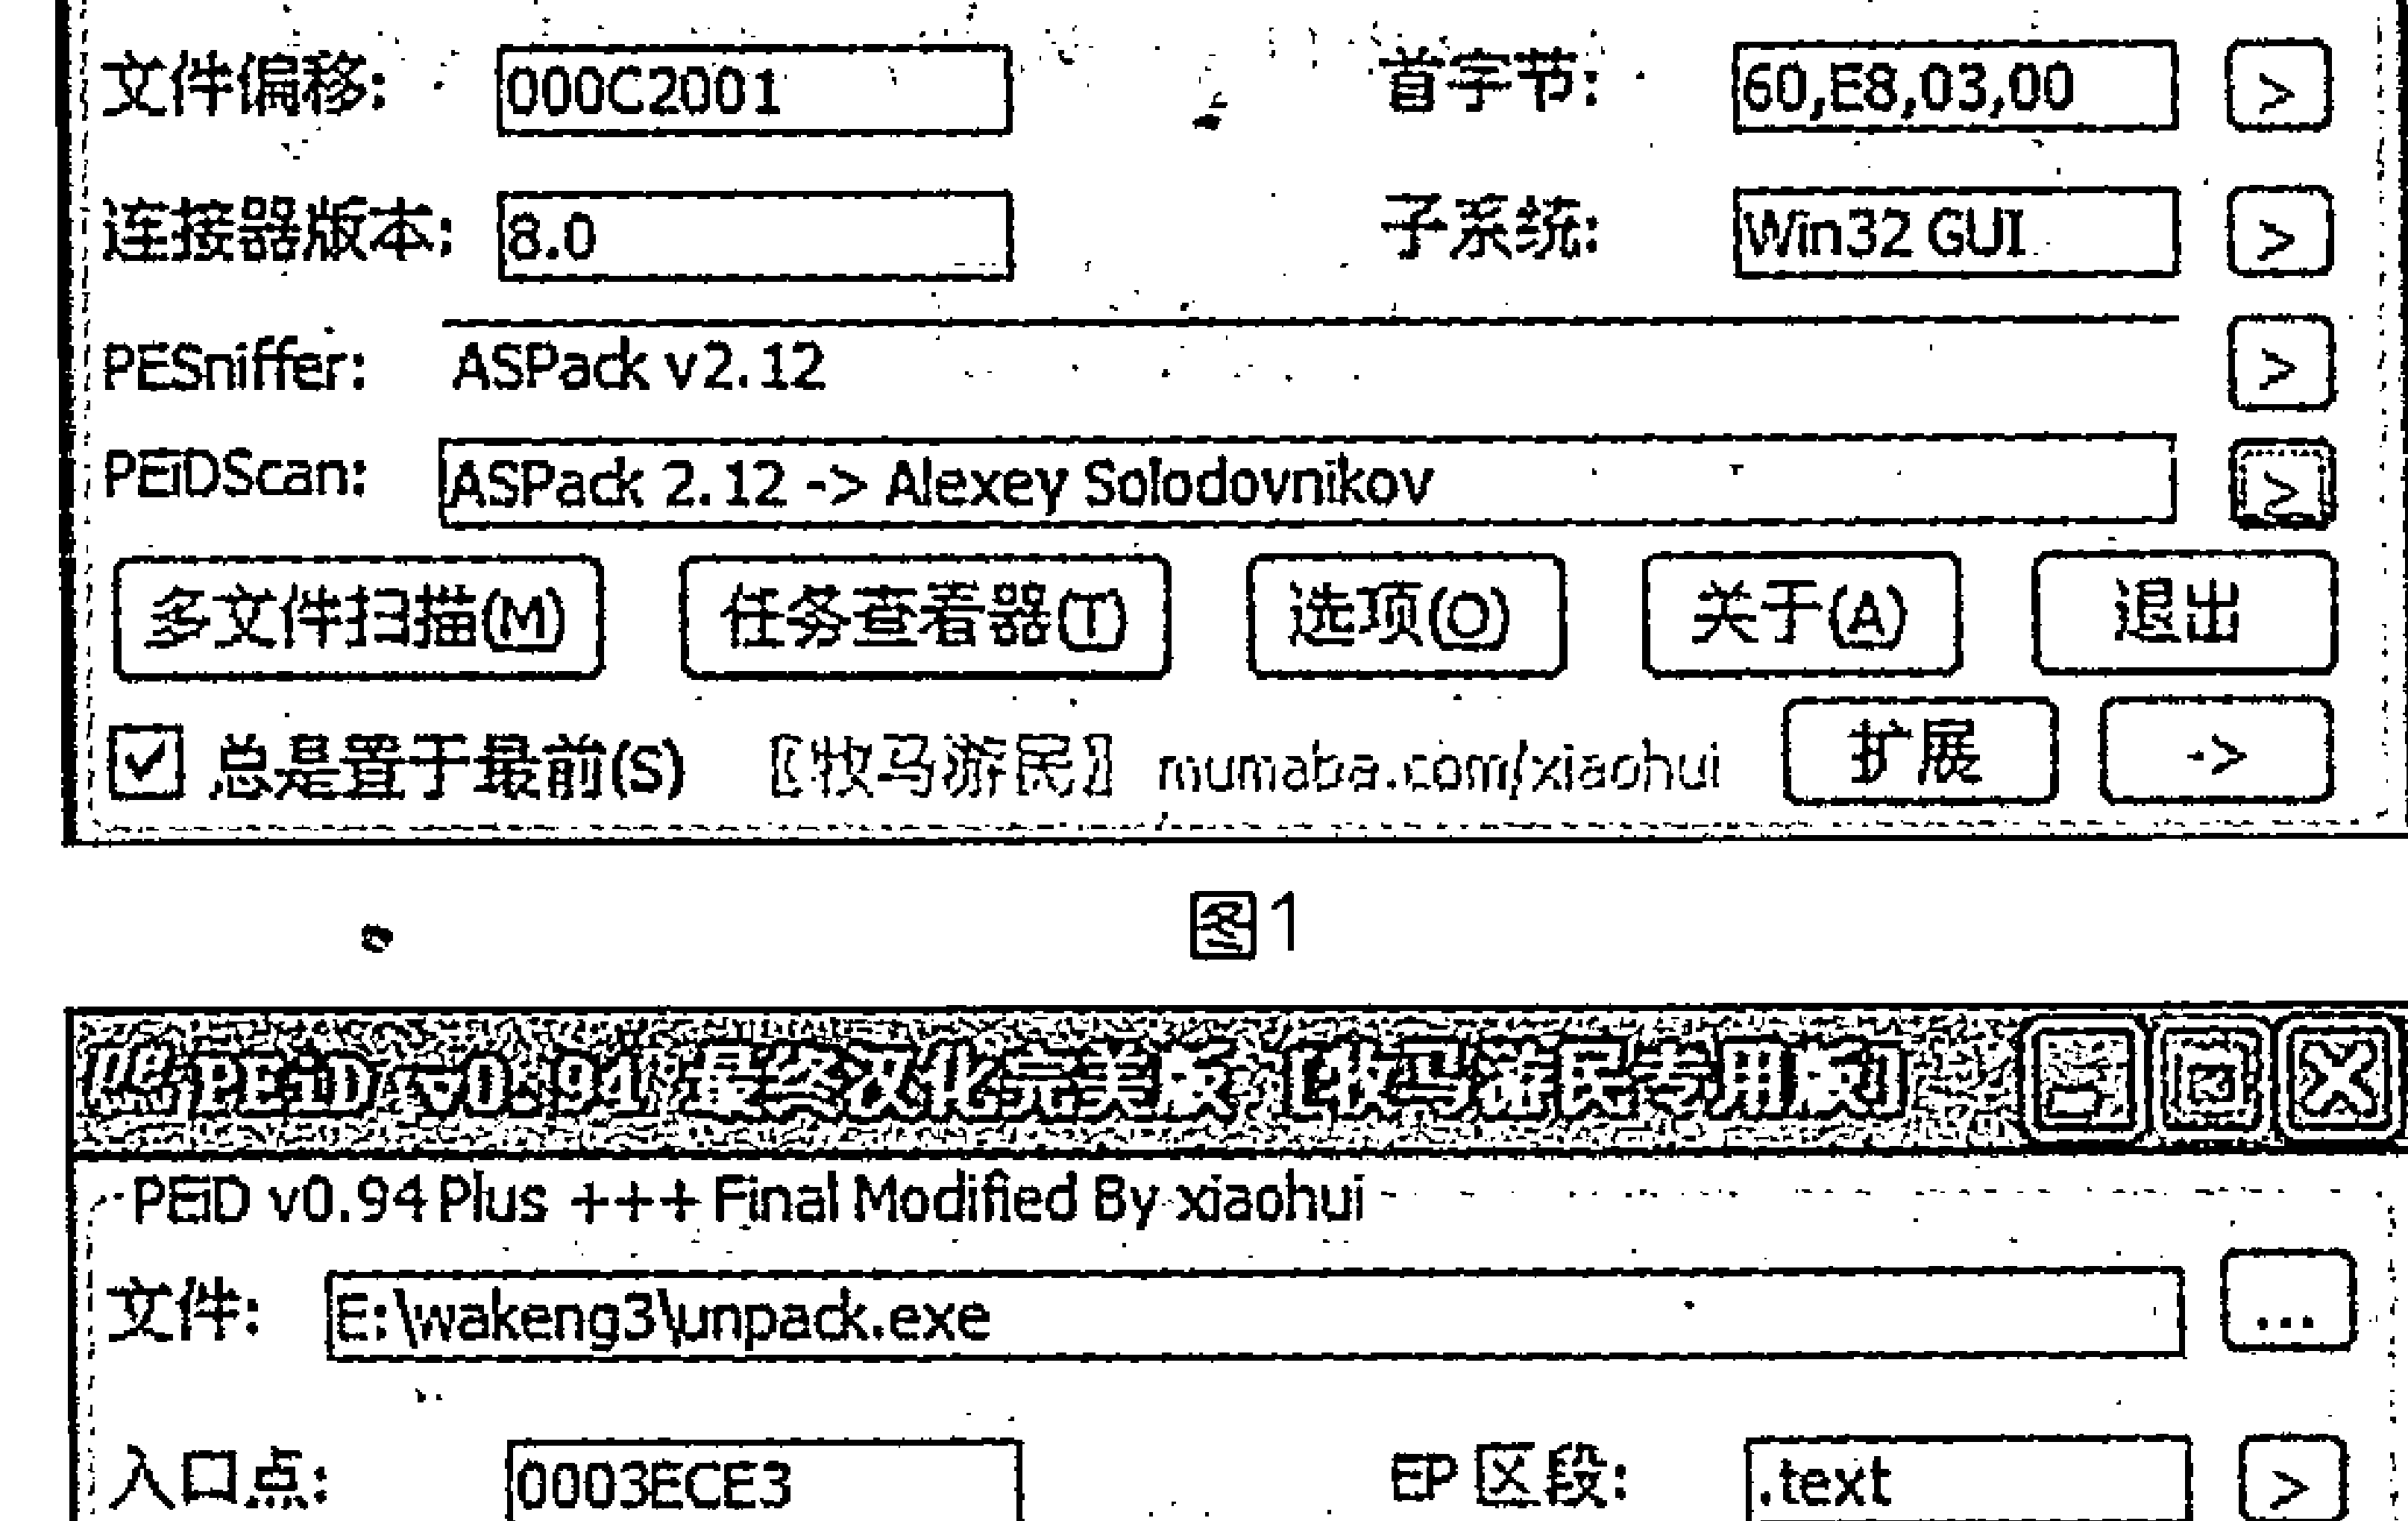 文件偏移: 000C2001 首字节: 60,E8,03,00 >
连接器版本: 8.0 子系统: Win32 GUI >
PESniffer: ASPack v2.12 >
PEiDScan: ASPack 2.12 -> Alexey Solodovnikov >
多文件扫描(M) 任务查看器(T) 选项(O) 关于(A) 退出
总是置于最前(S) 〖牧马游民〗 mumaba.com/xiaohui 扩展 ->
图1
PEiD v0.94 最终汉化完美版 [牧马游民专用版]
PEiD v0.94 Plus +++ Final Modified By xiaohui
文件: E:\wakeng3\unpack.exe ...
入口点: 0003ECE3 EP 区段: .text >